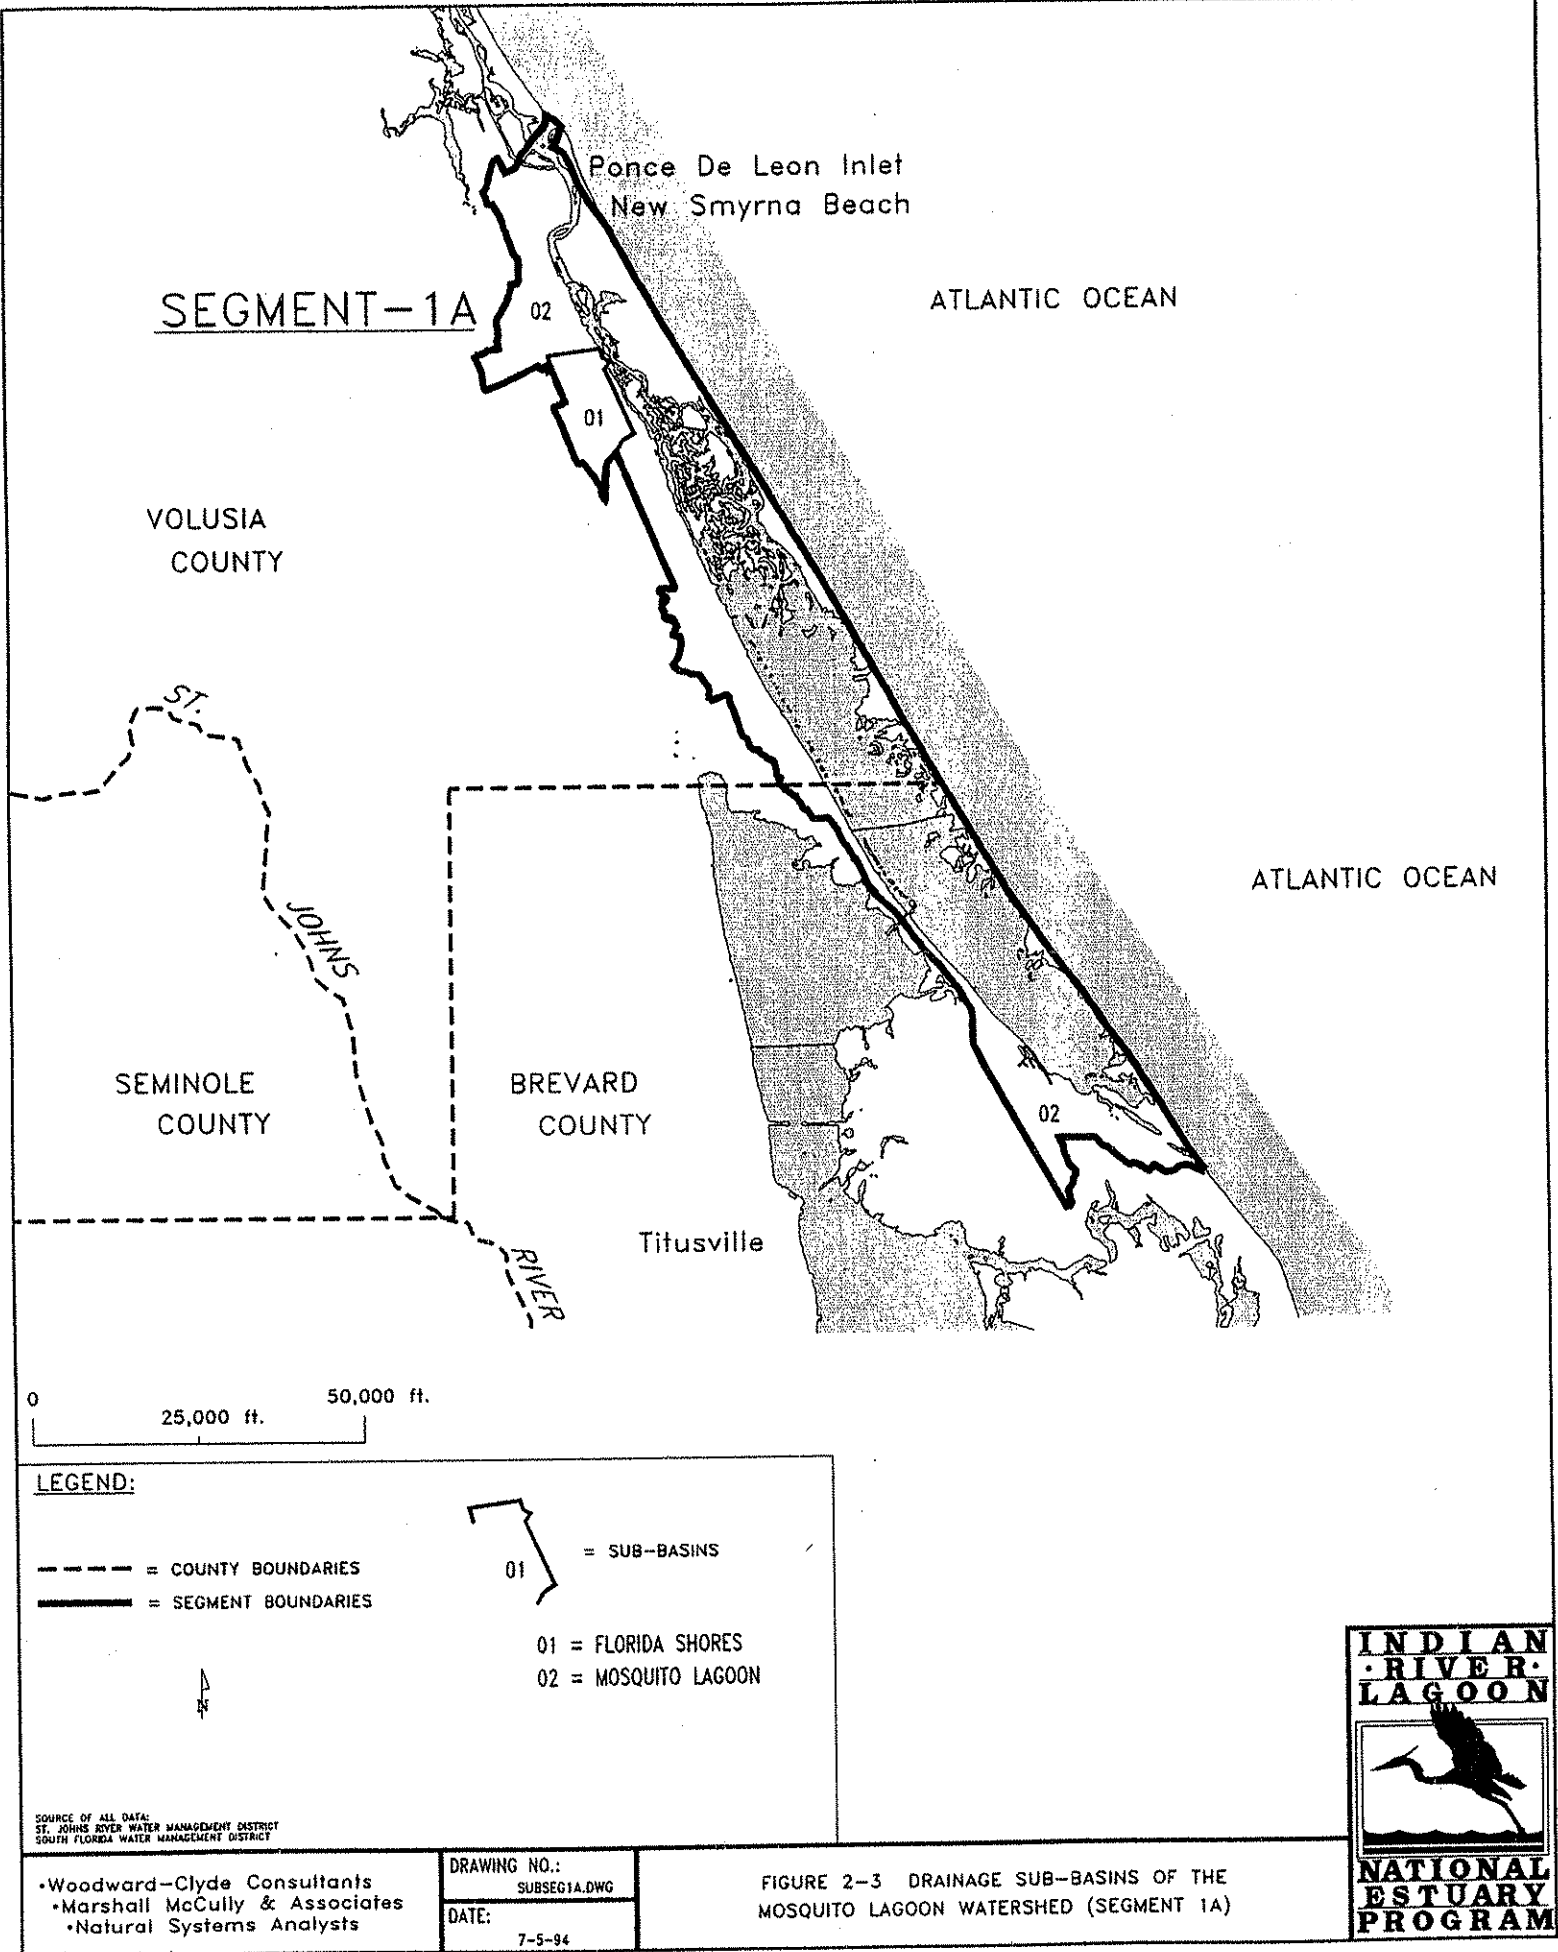 Ponce De Leon Inlet
New Smyrna Beach
ATLANTIC OCEAN
SEGMENT-1A
02
01
VOLUSIA
COUNTY
ST.
JOHNS
RIVER
ATLANTIC OCEAN
SEMINOLE
COUNTY
BREVARD
COUNTY
02
Titusville
0
25,000 ft.
50,000 ft.
LEGEND:
= COUNTY BOUNDARIES
= SEGMENT BOUNDARIES
01
= SUB-BASINS
01 = FLORIDA SHORES
02 = MOSQUITO LAGOON
N
SOURCE OF ALL DATA:
ST. JOHNS RIVER WATER MANAGEMENT DISTRICT
SOUTH FLORIDA WATER MANAGEMENT DISTRICT
•Woodward-Clyde Consultants
•Marshall McCully & Associates
•Natural Systems Analysts
DRAWING NO.:
SUBSEG1A.DWG
DATE:
7-5-94
FIGURE 2-3 DRAINAGE SUB-BASINS OF THE
MOSQUITO LAGOON WATERSHED (SEGMENT 1A)
INDIAN
·RIVER·
LAGOON
NATIONAL
ESTUARY
PROGRAM